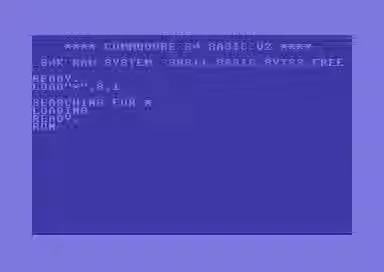 **** COMMODORE 64 BASIC V2 ****
64K RAM SYSTEM 38911 BASIC BYTES FREE
READY.
LOAD"*",8,1
SEARCHING FOR *
LOADING
READY.
RUN